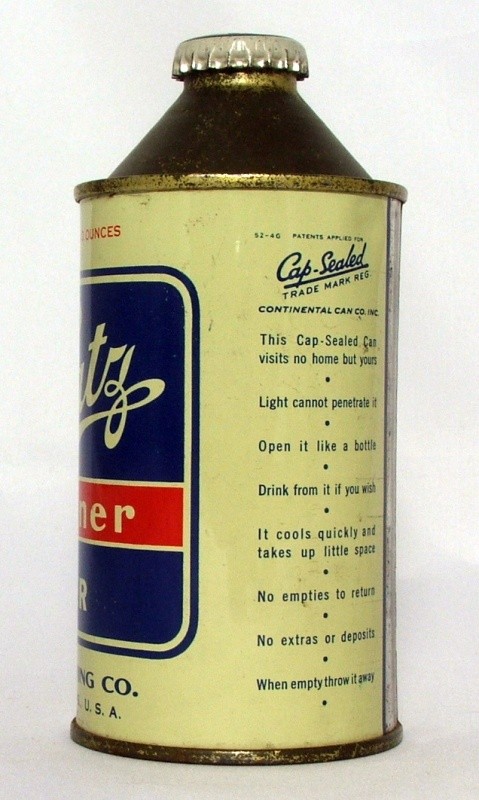 OUNCES
tz
ner
R
NG CO.
U.S.A.
52-4G PATENTS APPLIED FOR
Cap-Sealed
TRADE MARK REG.
CONTINENTAL CAN CO. INC.
This Cap-Sealed Can
visits no home but yours
•
Light cannot penetrate it
•
Open it like a bottle
•
Drink from it if you wish
•
It cools quickly and
takes up little space
•
No empties to return
•
No extras or deposits
•
When empty throw it away
•